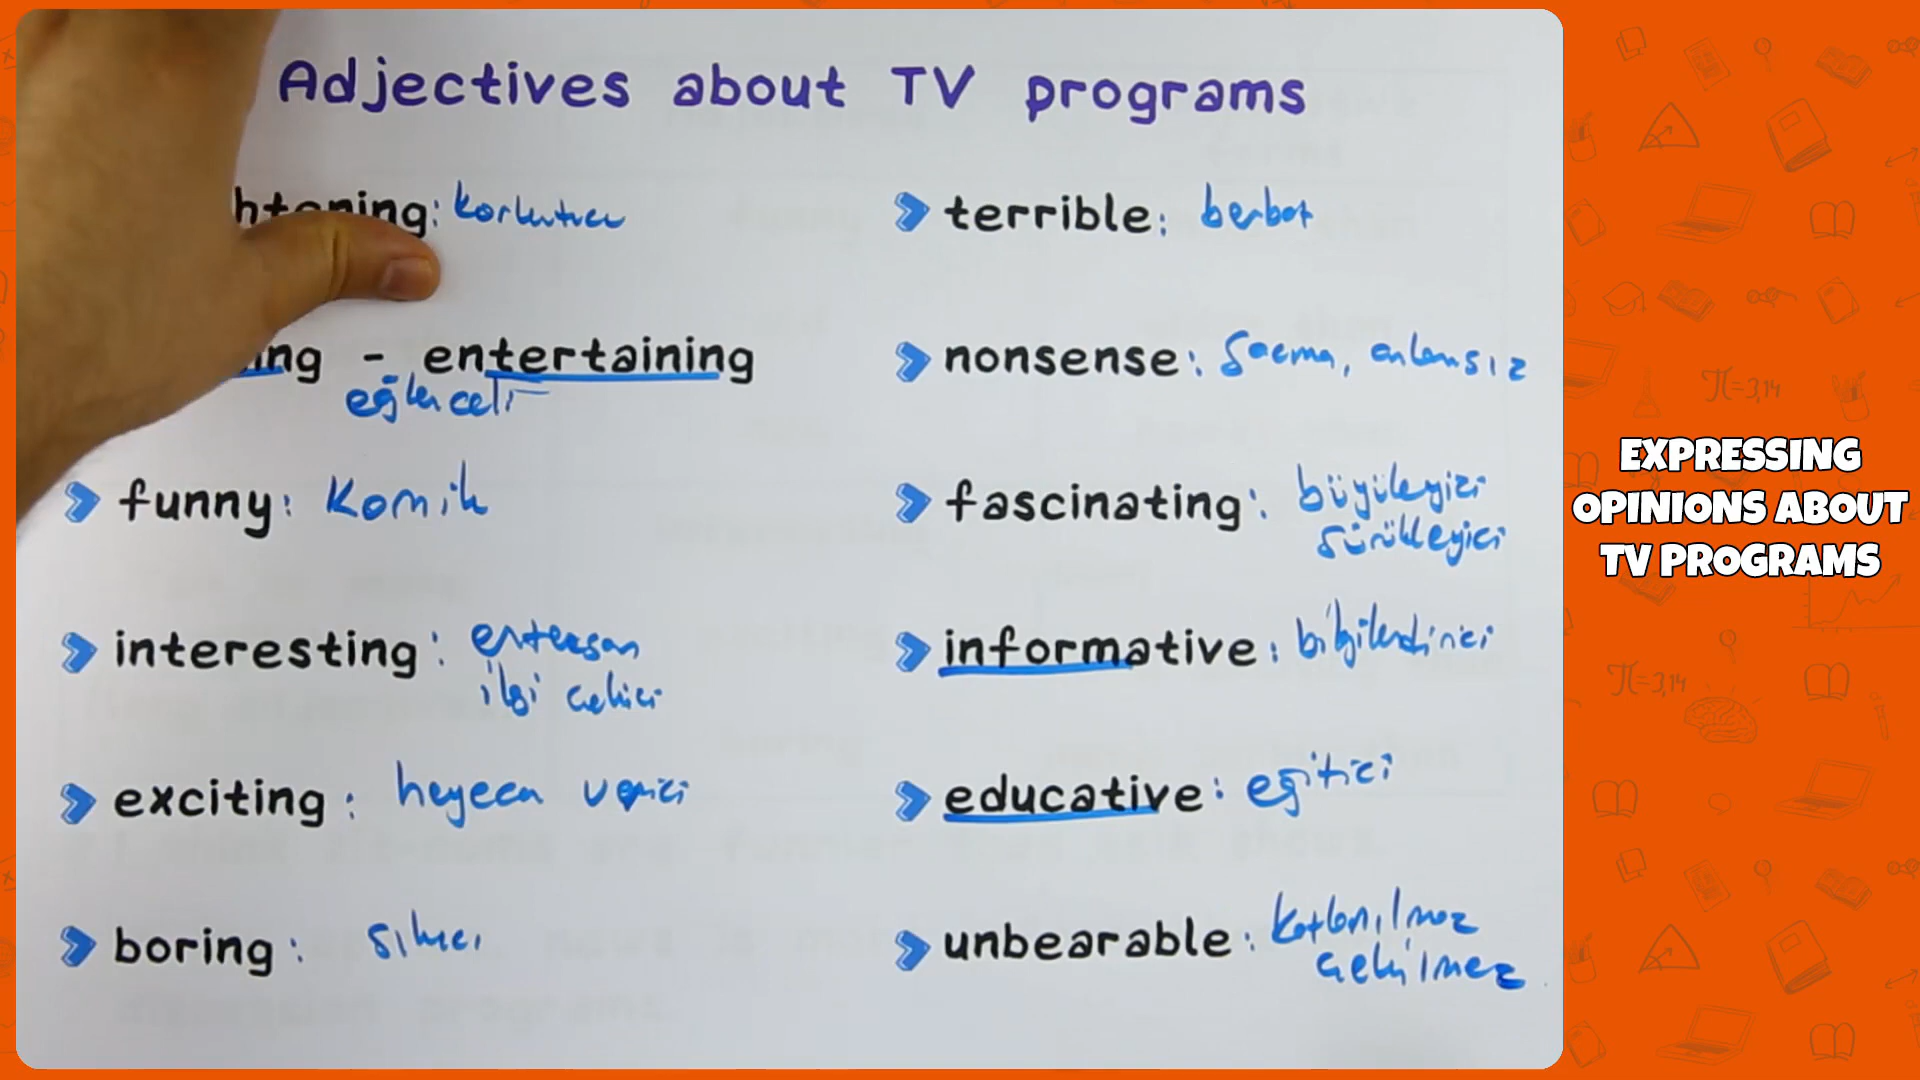 Adjectives about TV programs
htening: korkutucu
terrible: berbat
ing - entertaining
eğlenceli
nonsense: Saçma, anlamsız
funny: Komik
fascinating: büyüleyici
sürükleyici
interesting: enteresan
ilgi çekici
informative: bilgilendirici
exciting: heyecan verici
educative: eğitici
boring: sıkıcı
unbearable: katlanılmaz
çekilmez
EXPRESSING
OPINIONS ABOUT
TV PROGRAMS